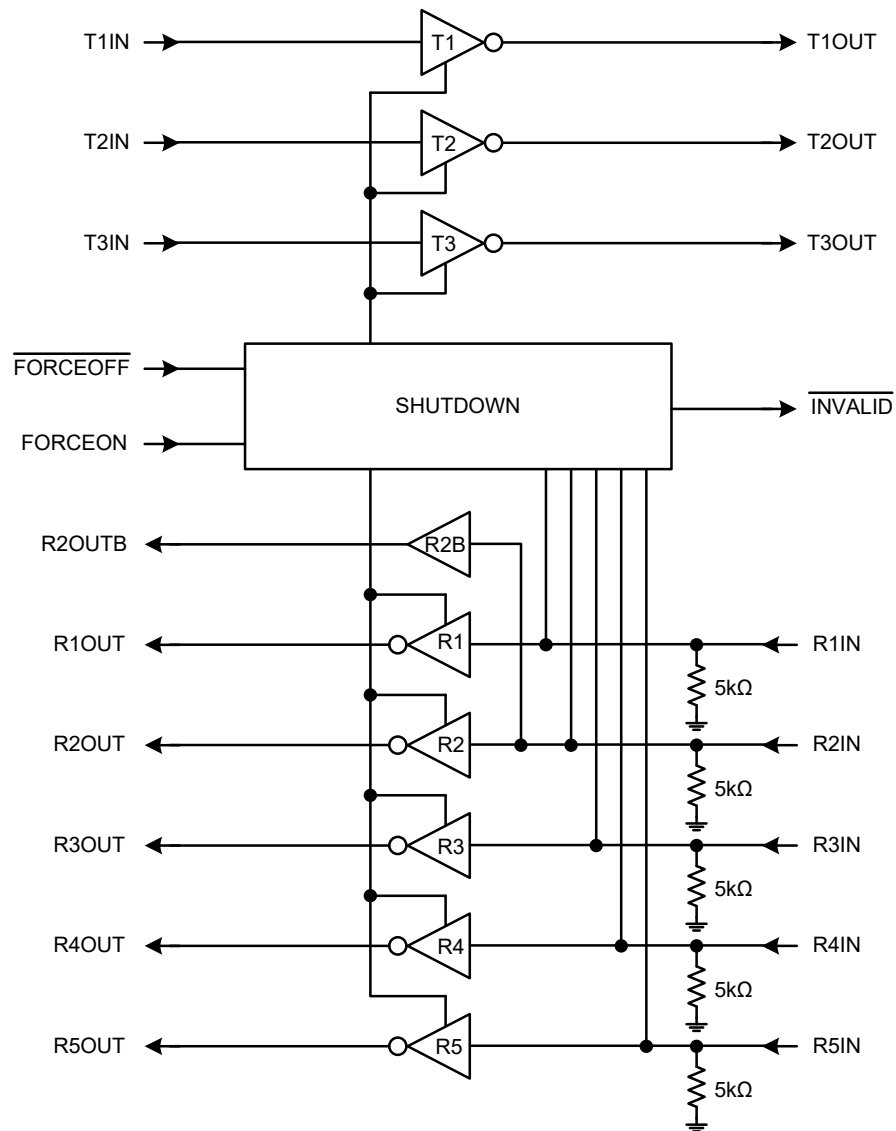 T1IN T1 T1OUT
T2IN T2 T2OUT
T3IN T3 T3OUT
FORCEOFF
SHUTDOWN INVALID
FORCEON
R2OUTB R2B
R1OUT R1 R1IN
5kΩ
R2OUT R2 R2IN
5kΩ
R3OUT R3 R3IN
5kΩ
R4OUT R4 R4IN
5kΩ
R5OUT R5 R5IN
5kΩ